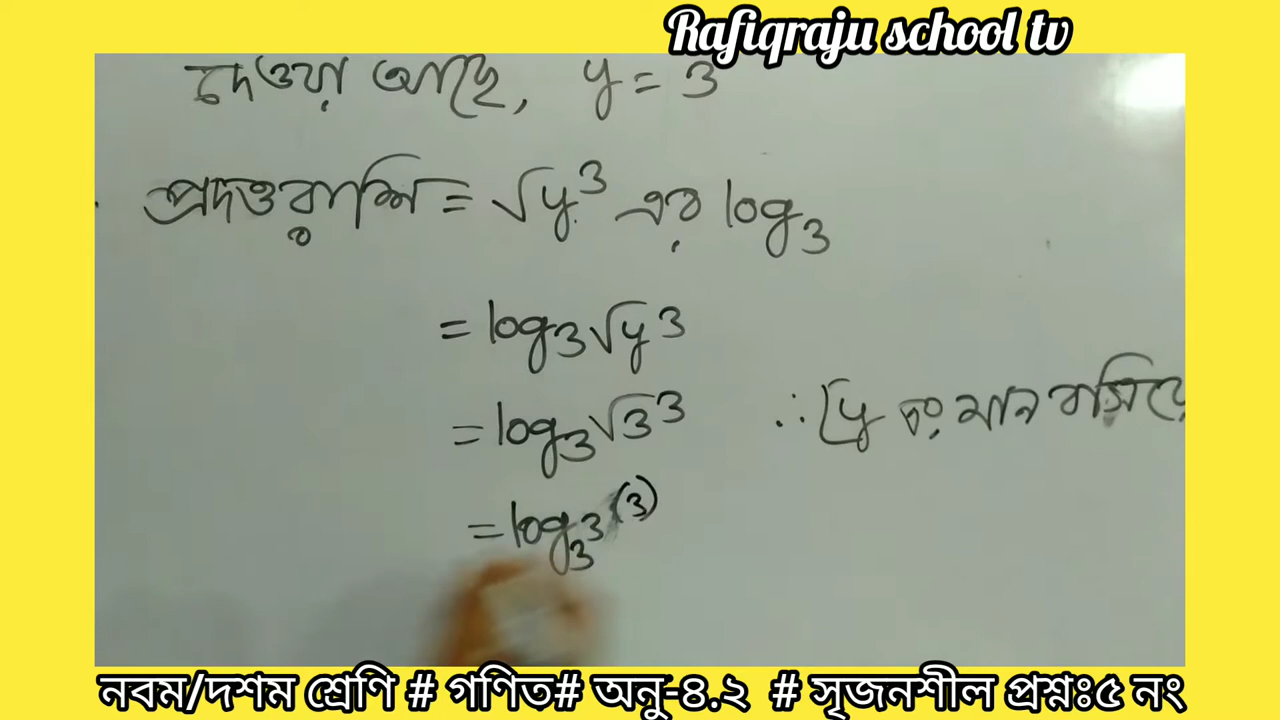 Rafiqraju school tv
দেওয়া আছে, y = 3
প্রদত্ত রাশি = √y³ এর log₃
= log₃√y³
= log₃√3³ ∴ [y এর মান বসিয়ে
= log₃3⁽³⁾
নবম/দশম শ্রেণি # গণিত# অনু-৪.২ # সৃজনশীল প্রশ্নঃ৫ নং